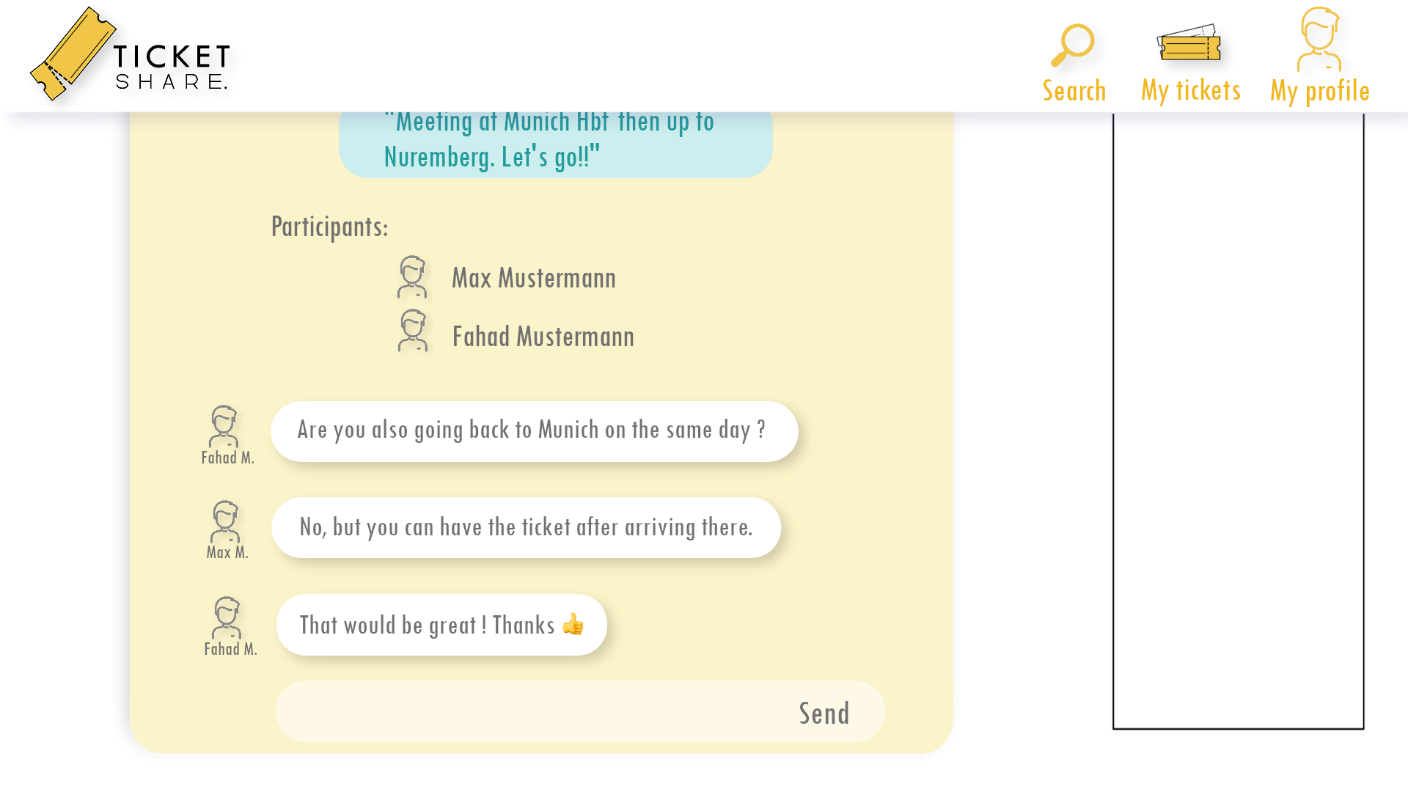 TICKET
SHARE.
Search
My tickets
My profile
"Meeting at Munich Hbf then up to
Nuremberg. Let's go!!"
Participants:
Max Mustermann
Fahad Mustermann
Are you also going back to Munich on the same day ?
Fahad M.
No, but you can have the ticket after arriving there.
Max M.
That would be great ! Thanks 👍
Fahad M.
Send